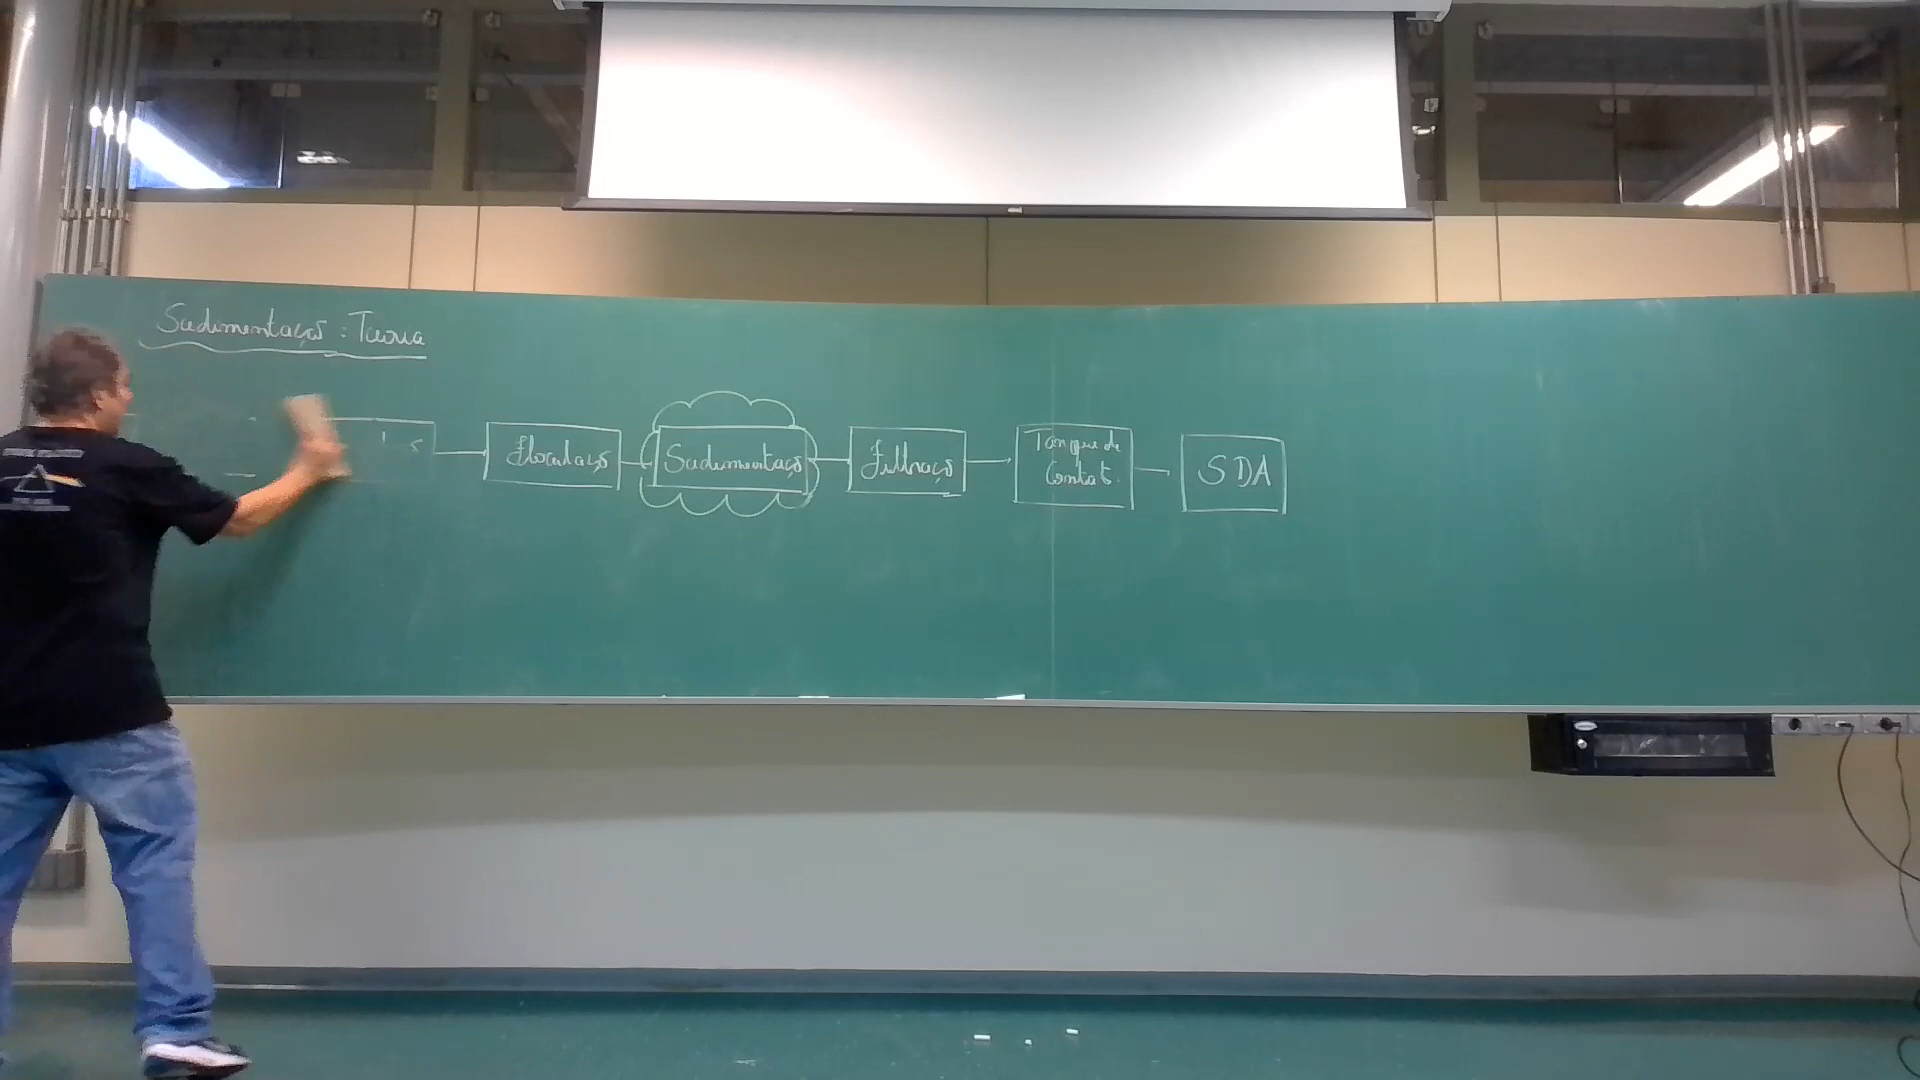 Sedimentação: Teoria
Floculação
Sedimentação
Filtração
Tanque de
Contato
SDA